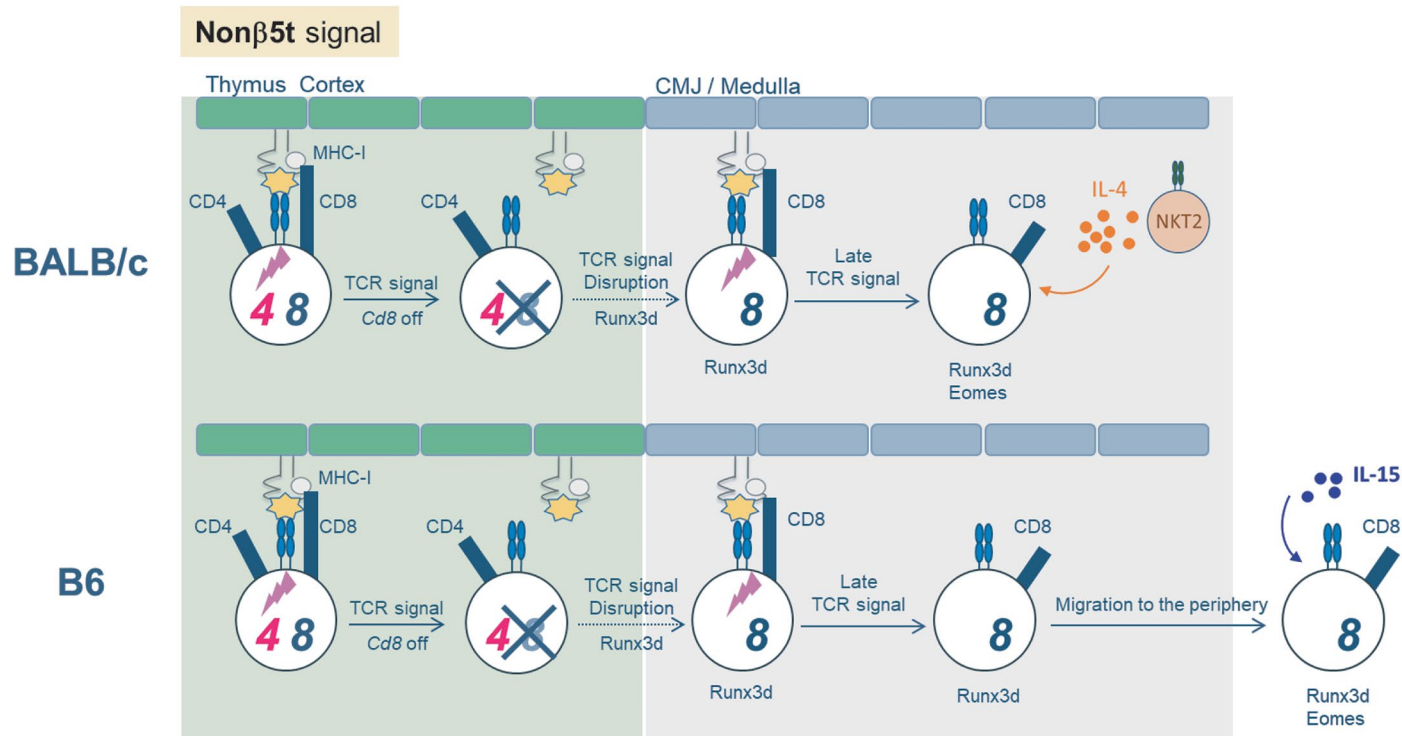 Nonβ5t signal
Thymus Cortex
CMJ / Medulla
BALB/c
MHC-I
CD4
CD8
4 8
TCR signal
Cd8 off
CD4
4 8
TCR signal
Disruption
Runx3d
CD8
8
Runx3d
Late
TCR signal
CD8
8
Runx3d
Eomes
IL-4
NKT2
B6
MHC-I
CD4
CD8
4 8
TCR signal
Cd8 off
CD4
4 8
TCR signal
Disruption
Runx3d
CD8
8
Runx3d
Late
TCR signal
CD8
8
Runx3d
Migration to the periphery
IL-15
CD8
8
Runx3d
Eomes